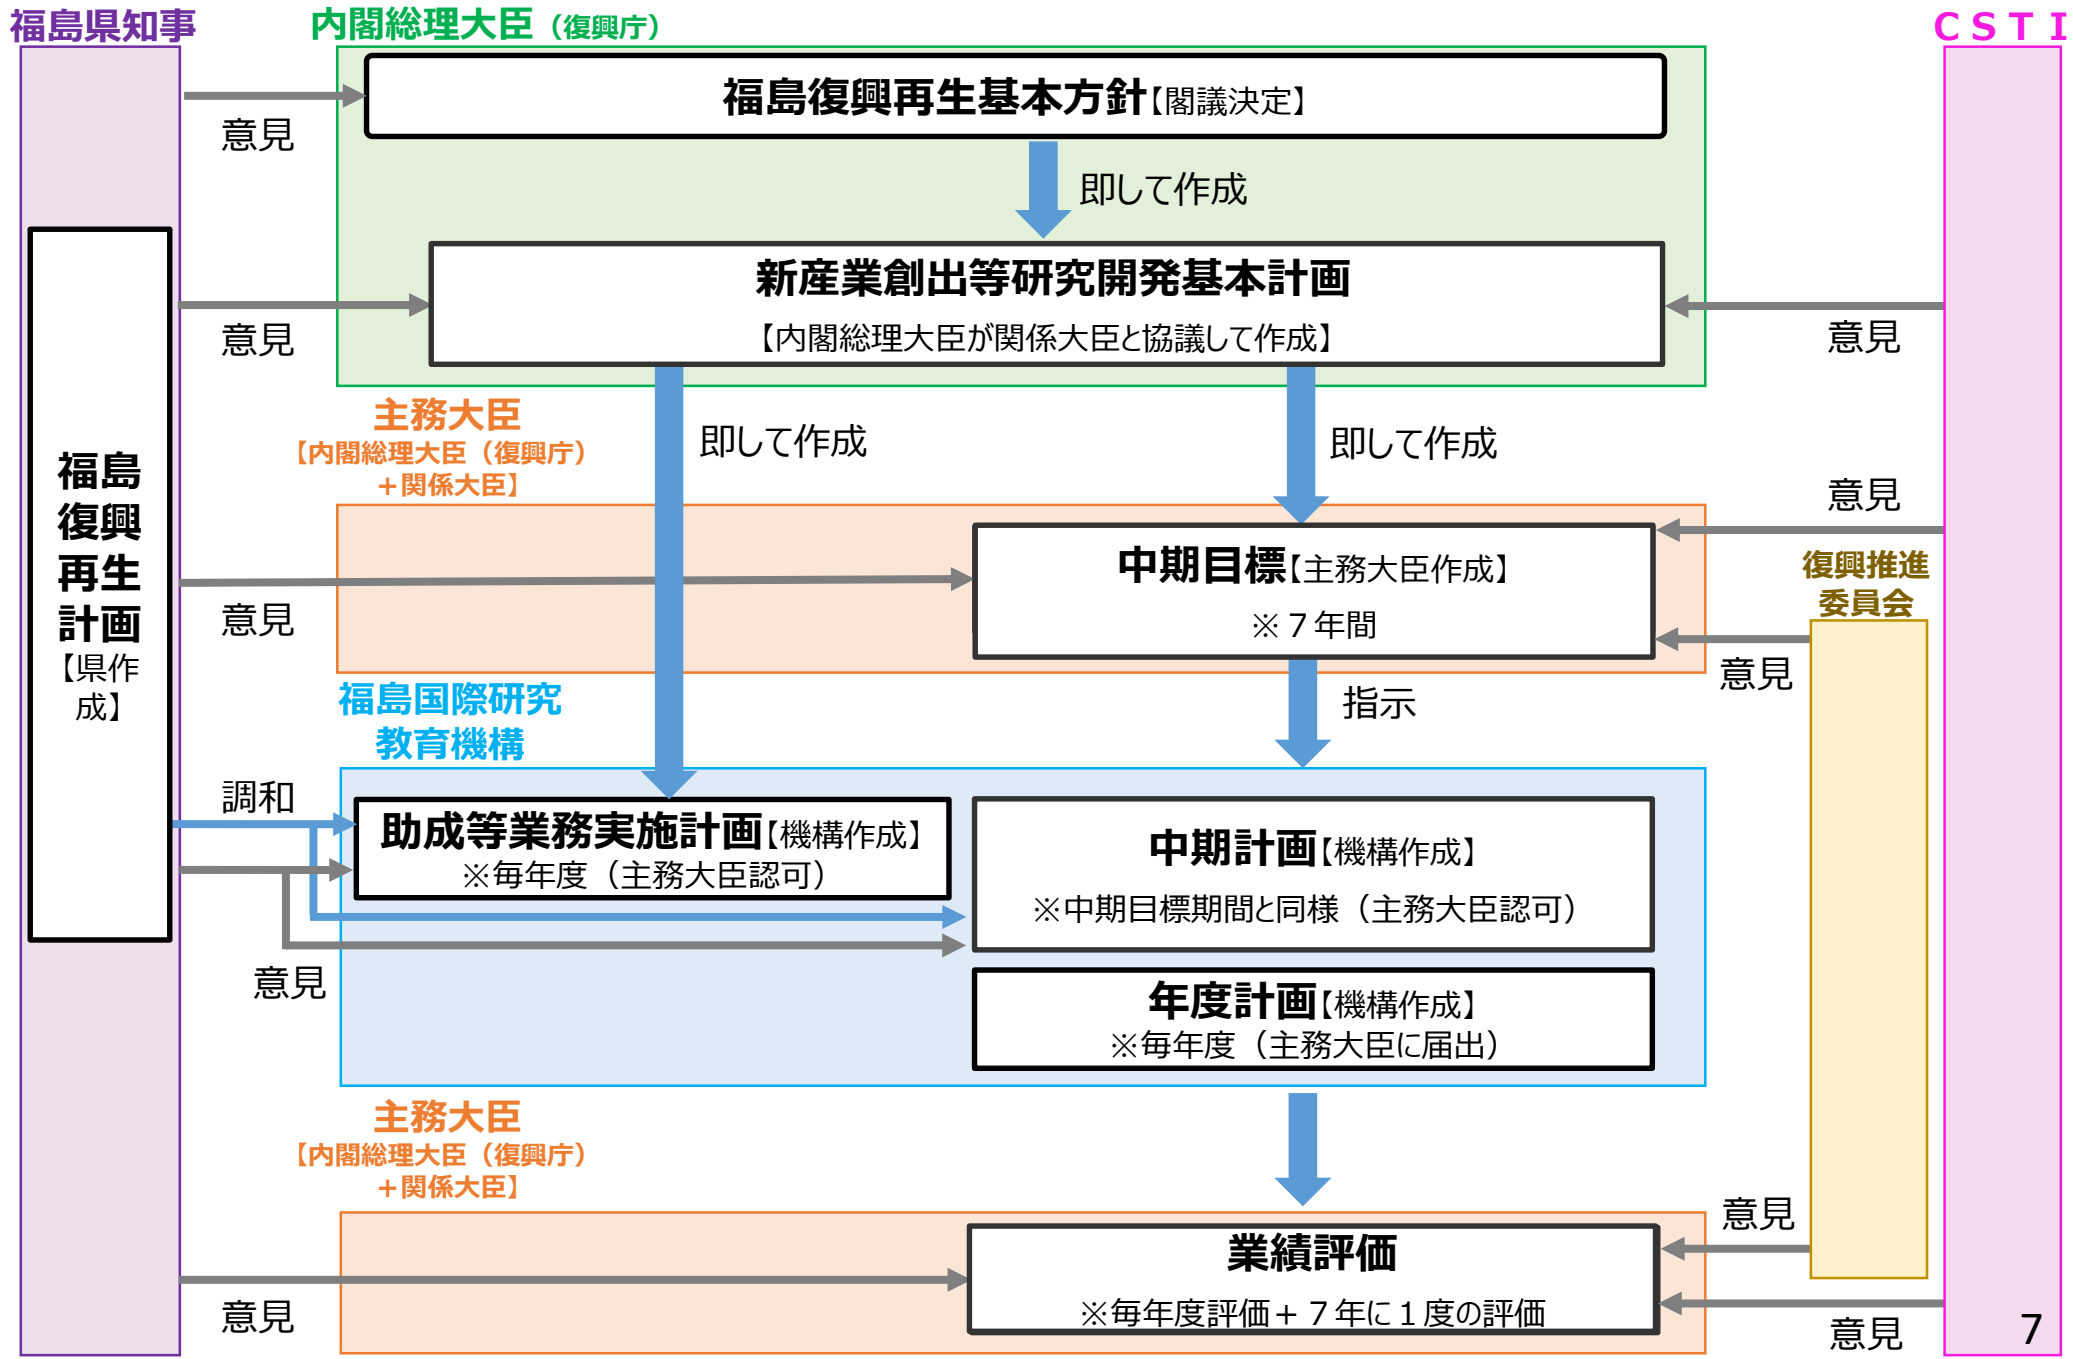 福島県知事
内閣総理大臣（復興庁）
ＣＳＴＩ
福島復興再生基本方針【閣議決定】
意見
即して作成
新産業創出等研究開発基本計画
【内閣総理大臣が関係大臣と協議して作成】
意見
意見
主務大臣
【内閣総理大臣（復興庁）
＋関係大臣】
即して作成
即して作成
福島
復興
再生
計画
【県作
成】
意見
中期目標【主務大臣作成】
※７年間
復興推進
委員会
意見
意見
福島国際研究
教育機構
指示
調和
助成等業務実施計画【機構作成】
※毎年度（主務大臣認可）
中期計画【機構作成】
※中期目標期間と同様（主務大臣認可）
意見
年度計画【機構作成】
※毎年度（主務大臣に届出）
主務大臣
【内閣総理大臣（復興庁）
＋関係大臣】
意見
業績評価
※毎年度評価＋７年に１度の評価
意見
意見
7